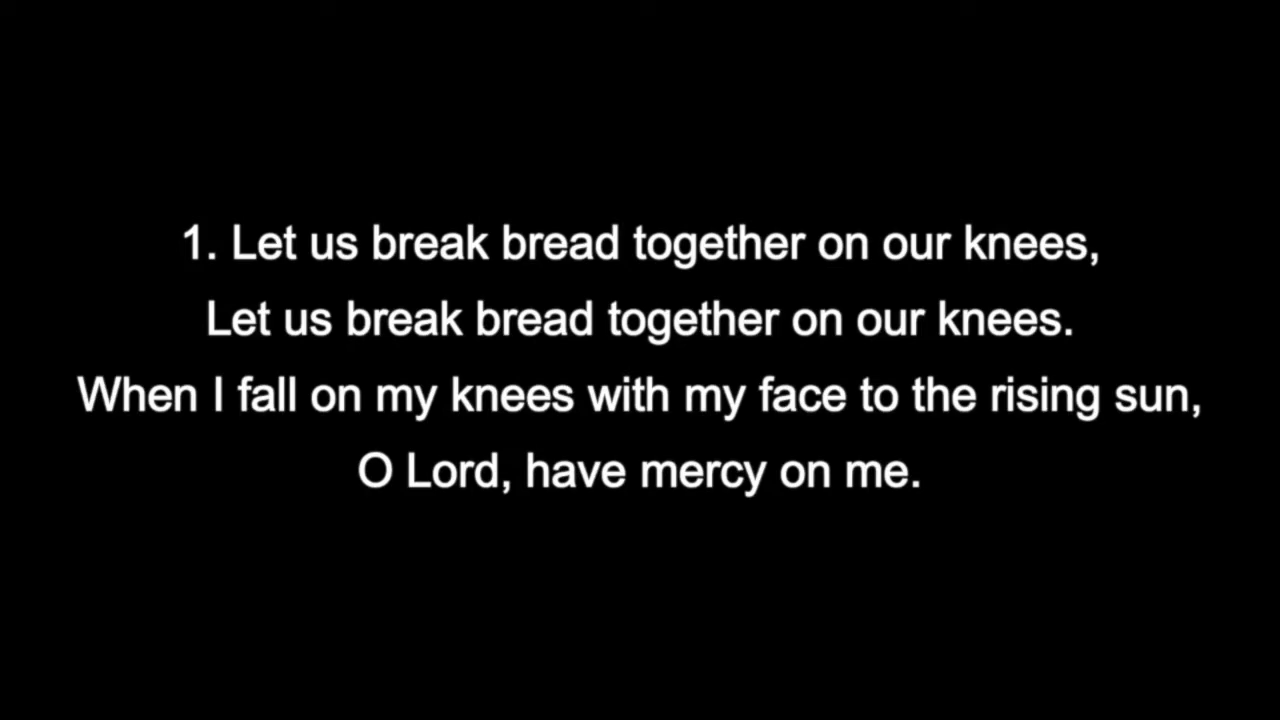 1. Let us break bread together on our knees,
Let us break bread together on our knees.
When I fall on my knees with my face to the rising sun,
O Lord, have mercy on me.